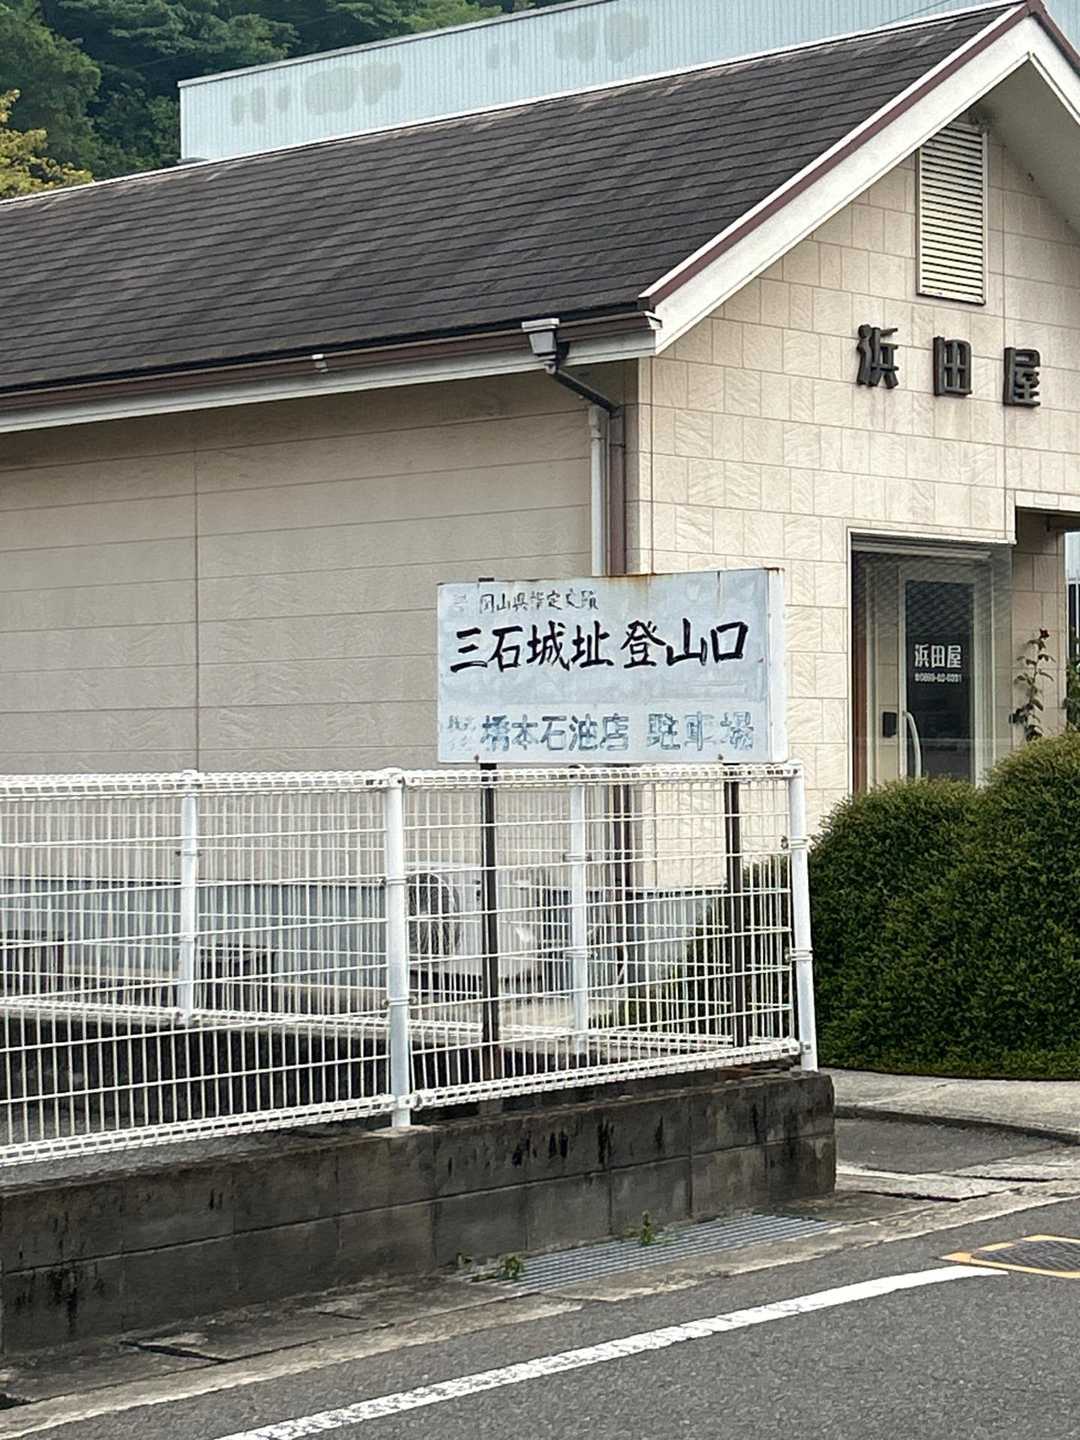 浜田屋
岡山県指定史跡
三石城址 登山口
橋本石油店 駐車場
浜田屋